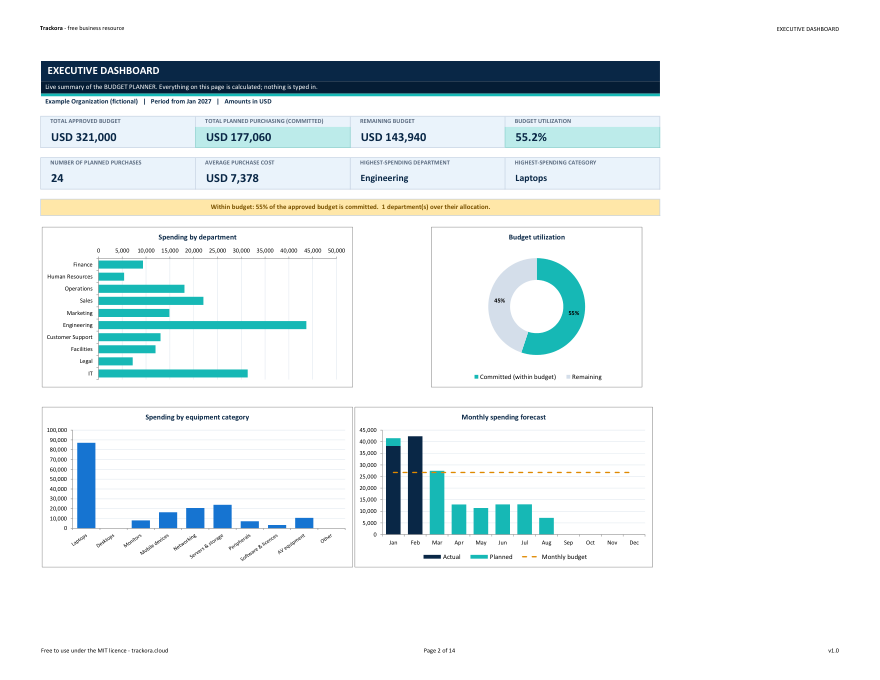 Trackora - free business resource
EXECUTIVE DASHBOARD
EXECUTIVE DASHBOARD
Live summary of the BUDGET PLANNER. Everything on this page is calculated; nothing is typed in.
Example Organization (fictional) | Period from Jan 2027 | Amounts in USD
TOTAL APPROVED BUDGET
USD 321,000
TOTAL PLANNED PURCHASING (COMMITTED)
USD 177,060
REMAINING BUDGET
USD 143,940
BUDGET UTILIZATION
55.2%
NUMBER OF PLANNED PURCHASES
24
AVERAGE PURCHASE COST
USD 7,378
HIGHEST-SPENDING DEPARTMENT
Engineering
HIGHEST-SPENDING CATEGORY
Laptops
Within budget: 55% of the approved budget is committed. 1 department(s) over their allocation.
Spending by department
0 5,000 10,000 15,000 20,000 25,000 30,000 35,000 40,000 45,000 50,000
Finance
Human Resources
Operations
Sales
Marketing
Engineering
Customer Support
Facilities
Legal
IT
Budget utilization
45%
55%
Committed (within budget) Remaining
Spending by equipment category
100,000
90,000
80,000
70,000
60,000
50,000
40,000
30,000
20,000
10,000
0
Laptops
Desktops
Monitors
Mobile devices
Networking
Servers & storage
Peripherals
Software & licences
AV equipment
Other
Monthly spending forecast
45,000
40,000
35,000
30,000
25,000
20,000
15,000
10,000
5,000
0
Jan Feb Mar Apr May Jun Jul Aug Sep Oct Nov Dec
Actual Planned Monthly budget
Free to use under the MIT licence - trackora.cloud
Page 2 of 14
v1.0